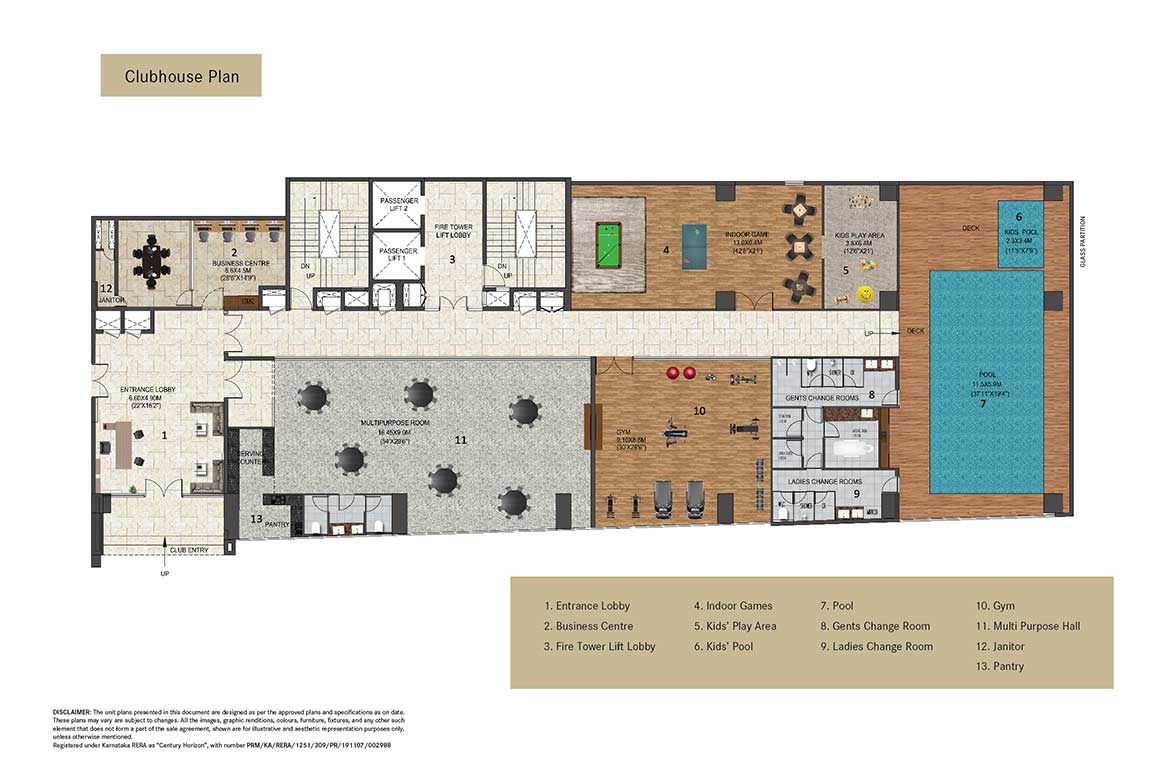 Clubhouse Plan
PASSENGER
LIFT 2
PASSENGER
LIFT 1
FIRE TOWER
LIFT LOBBY
3
DN
UP
DN
UP
2
BUSINESS CENTRE
8.6X4.5M
(28'6"X14'9")
12
JANITOR
4
INDOOR GAME
13.0X6.4M
(42'6"X21')
KIDS PLAY AREA
3.8X6.4M
(12'6"X21')
5
DECK
6
KIDS POOL
GLASS PARTITION
UP
DECK
ENTRANCE LOBBY
6.60X4.90M
(22'X16'2")
1
MULTIPURPOSE ROOM
16.45X9.0M
(54'X29'6")
11
SERVING
COUNTER
13
PANTRY
CLUB ENTRY
UP
10
GYM
9.10X8.6M
GENTS CHANGE ROOMS
8
LADIES CHANGE ROOMS
9
MIRROR
POOL
11.5X5.9M
(37'11"X19'4")
7
1. Entrance Lobby
2. Business Centre
3. Fire Tower Lift Lobby
4. Indoor Games
5. Kids' Play Area
6. Kids' Pool
7. Pool
8. Gents Change Room
9. Ladies Change Room
10. Gym
11. Multi Purpose Hall
12. Janitor
13. Pantry
DISCLAIMER: The unit plans presented in this document are designed as per the approved plans and specifications as on date.
These plans may vary are subject to changes. All the images, graphic renditions, colours, furniture, fixtures, and any other such
element that does not form a part of the sale agreement, shown are for illustrative and aesthetic representation purposes only,
unless otherwise mentioned.
Registered under Karnataka RERA as "Century Horizon", with number PRM/KA/RERA/1251/309/PR/191107/002988